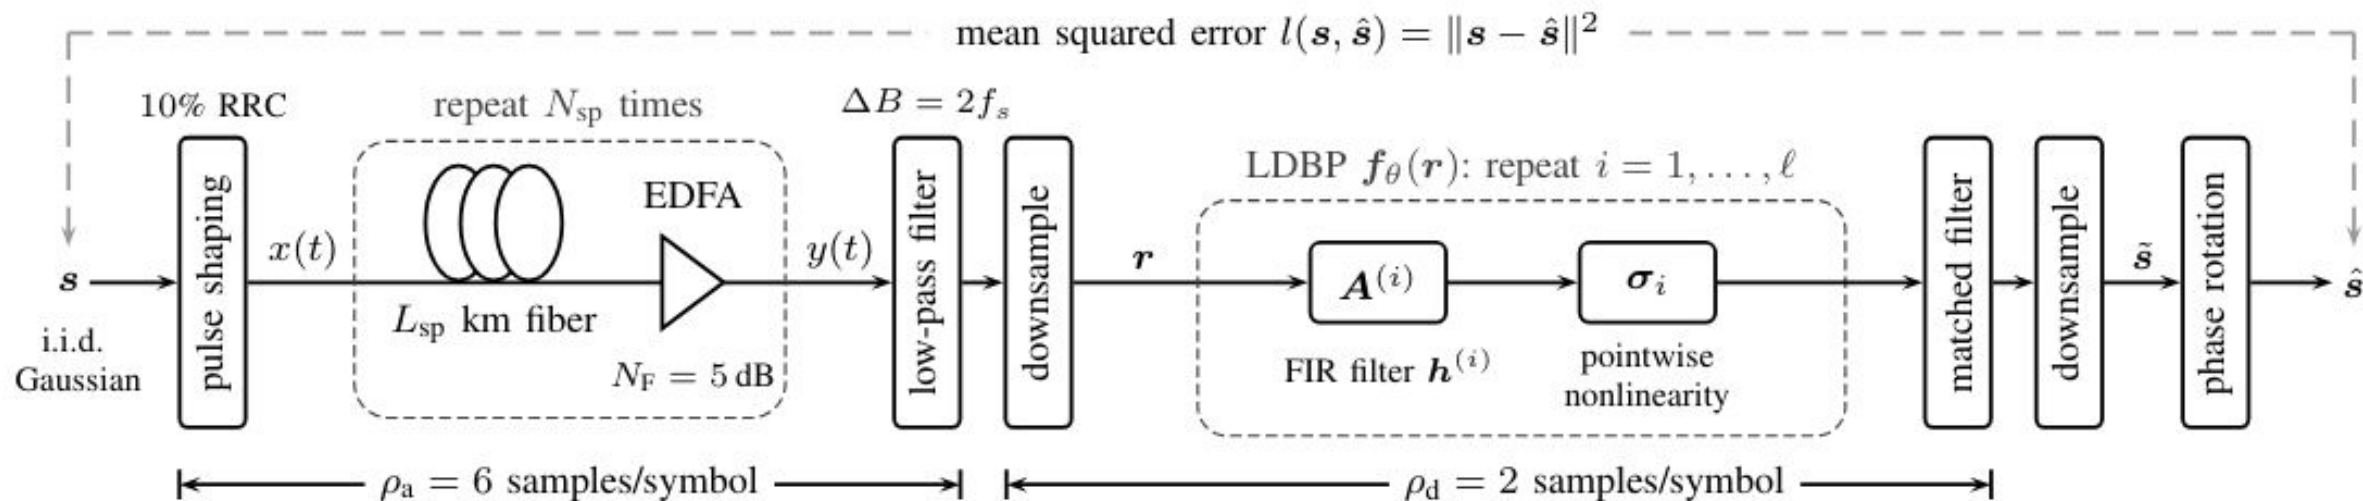 mean squared error l(s, ŝ) = ‖s − ŝ‖²
10% RRC
repeat N_sp times
ΔB = 2f_s
LDBP f_θ(r): repeat i = 1, . . . , ℓ
s
i.i.d.
Gaussian
pulse shaping
x(t)
L_sp km fiber
EDFA
N_F = 5 dB
y(t)
low-pass filter
downsample
r
A^(i)
FIR filter h^(i)
σ_i
pointwise
nonlinearity
matched filter
downsample
s̃
phase rotation
ŝ
ρ_a = 6 samples/symbol
ρ_d = 2 samples/symbol